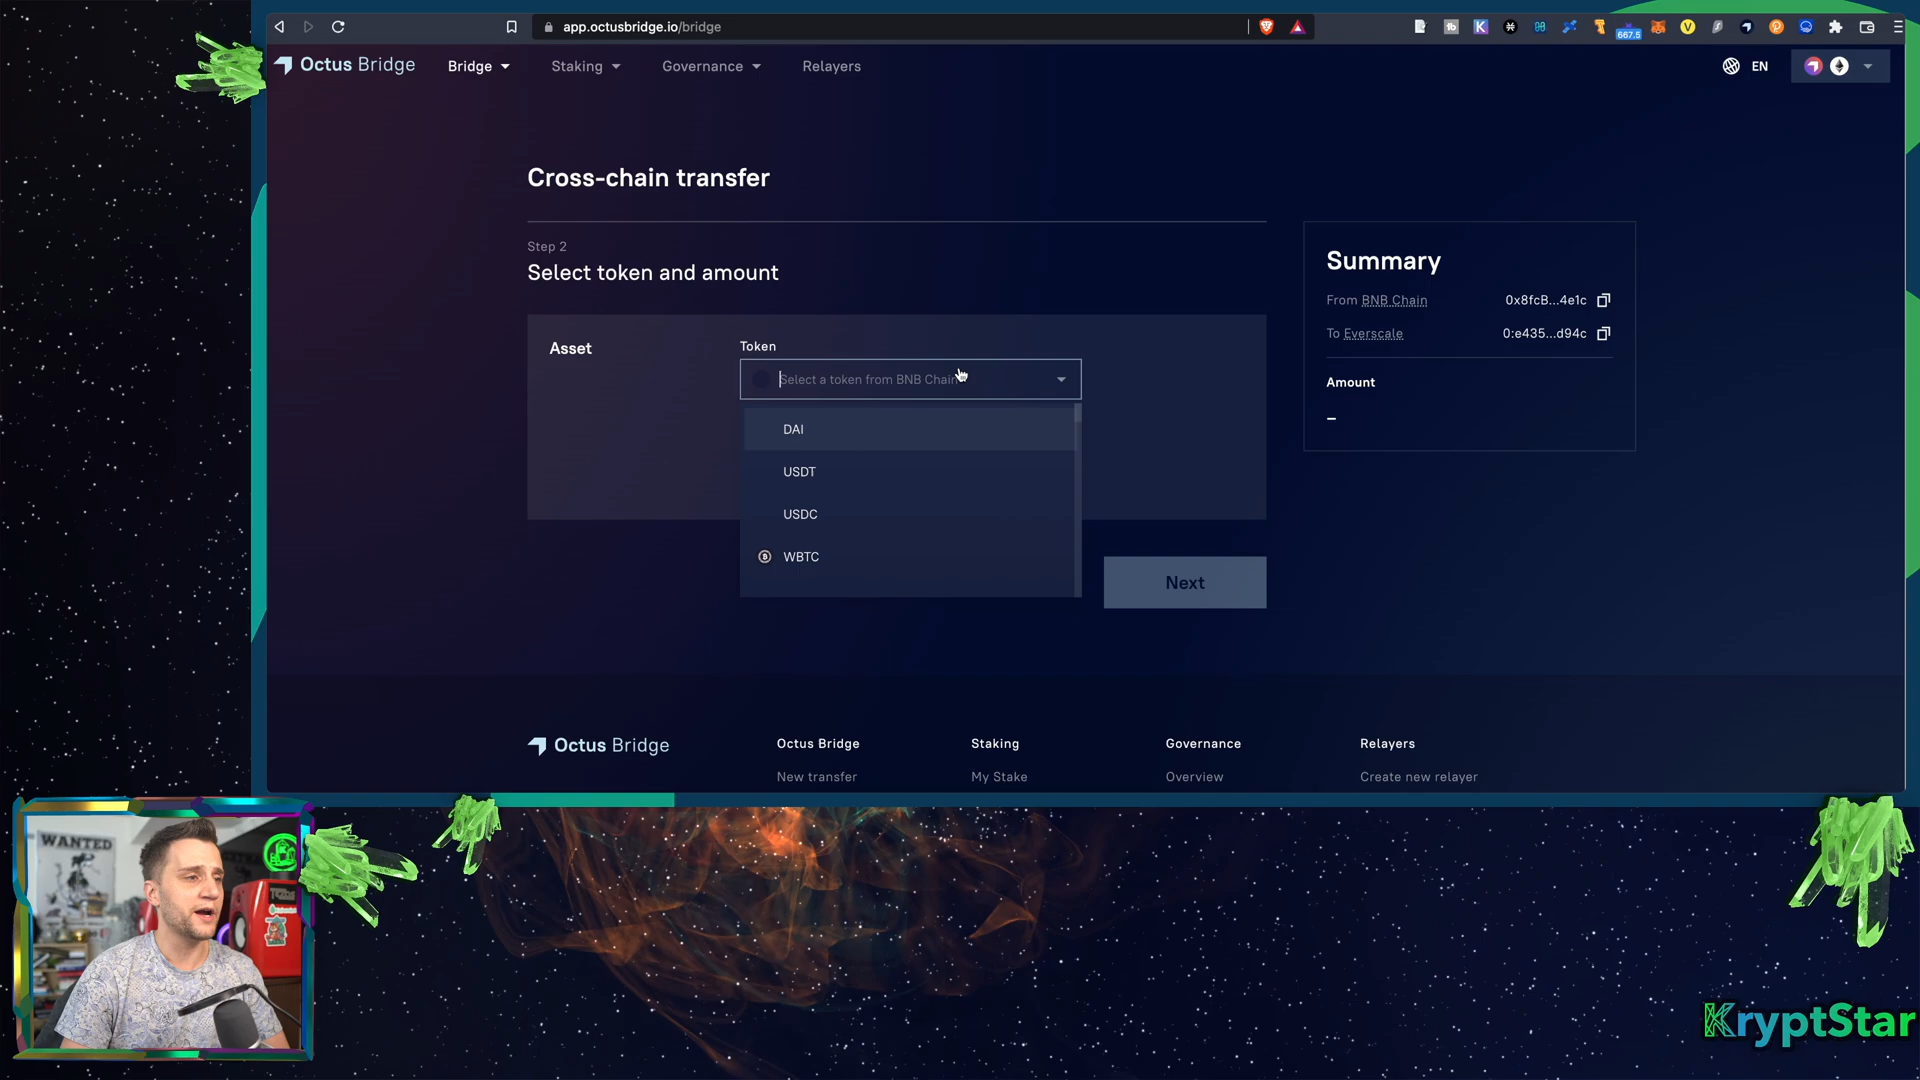 app.octusbridge.io/bridge
667.5
Octus Bridge
Bridge
Staking
Governance
Relayers
EN
Cross-chain transfer
Step 2
Select token and amount
Asset
Token
Select a token from BNB Chain
DAI
USDT
USDC
WBTC
Next
Summary
From BNB Chain 0x8fcB...4e1c
To Everscale 0:e435...d94c
Amount
–
Octus Bridge
Octus Bridge
Staking
Governance
Relayers
New transfer
My Stake
Overview
Create new relayer
WANTED
KryptStar